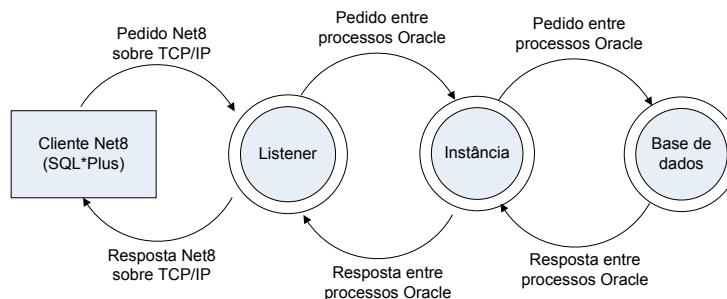 Pedido Net8
sobre TCP/IP
Pedido entre
processos Oracle
Pedido entre
processos Oracle
Cliente Net8
(SQL*Plus)
Listener
Instância
Base de
dados
Resposta Net8
sobre TCP/IP
Resposta entre
processos Oracle
Resposta entre
processos Oracle